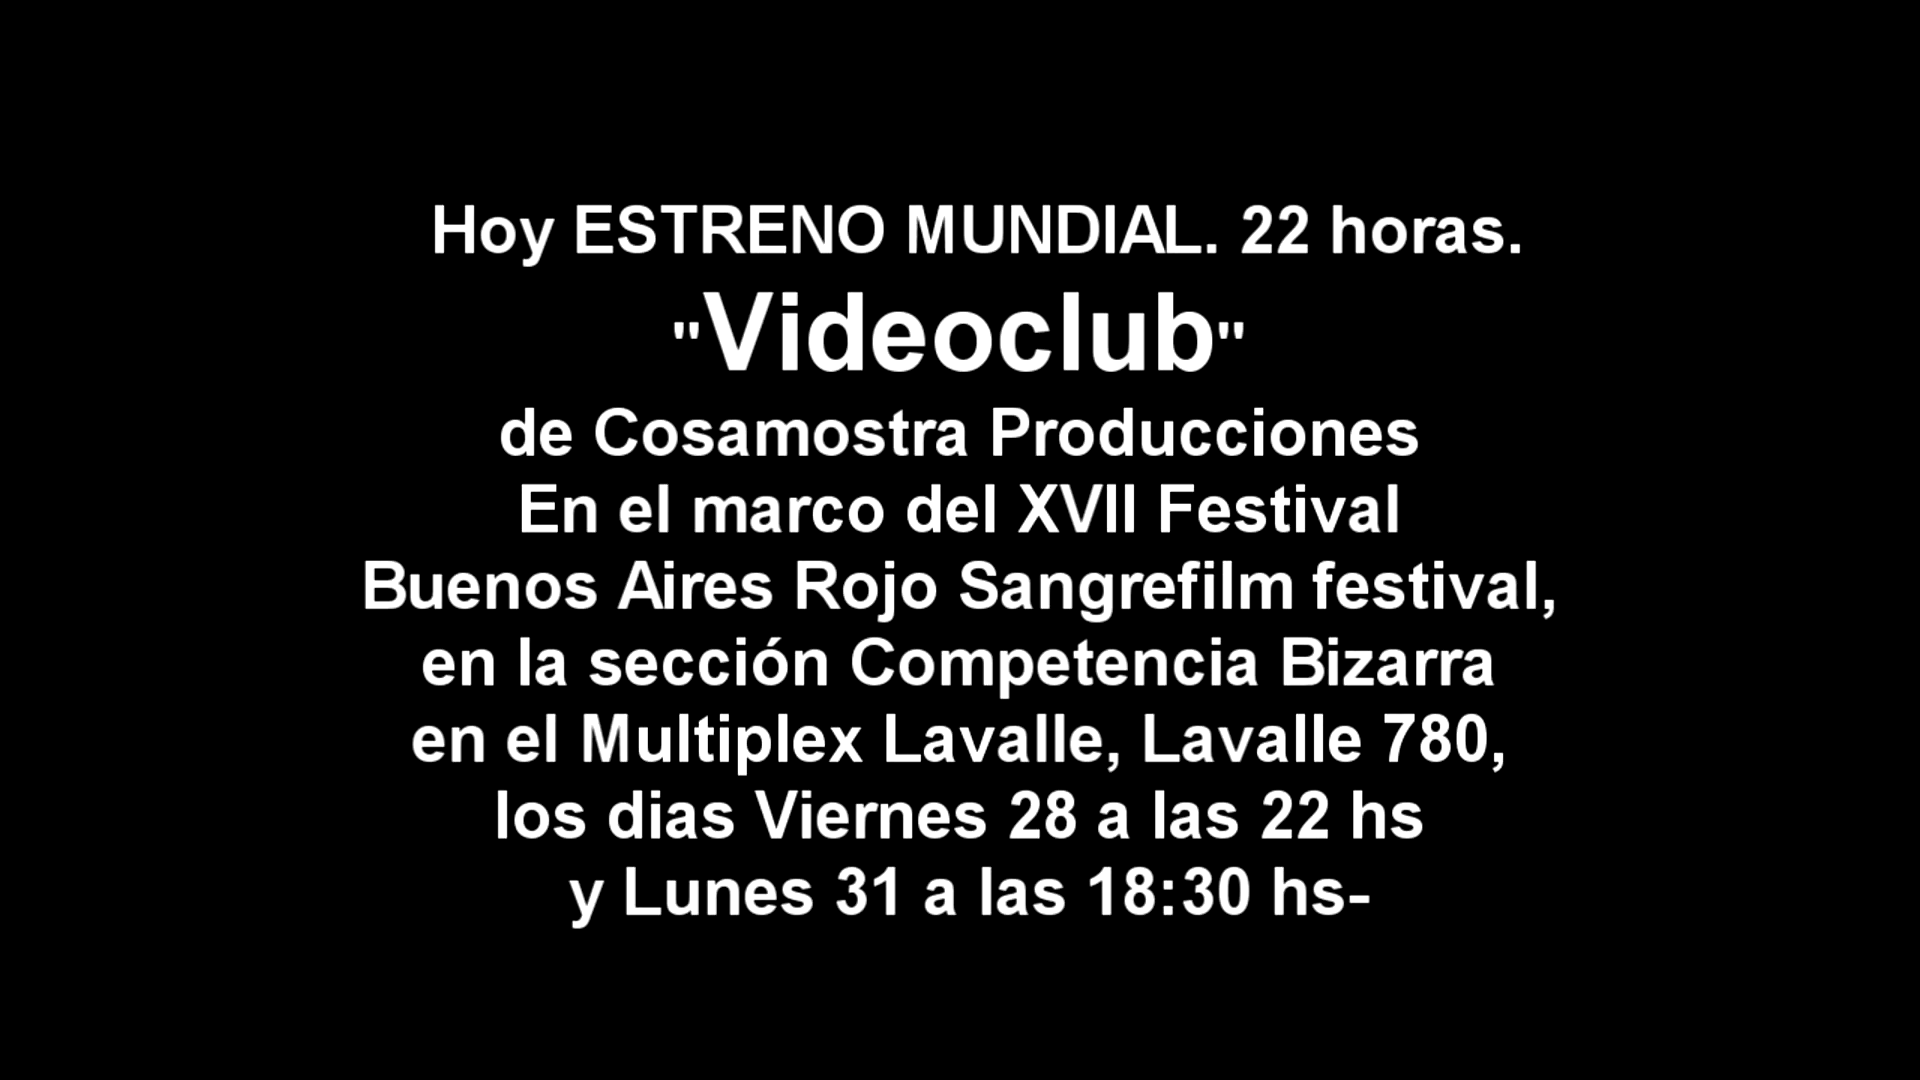 Hoy ESTRENO MUNDIAL. 22 horas.
"Videoclub"
de Cosamostra Producciones
En el marco del XVII Festival
Buenos Aires Rojo Sangrefilm festival,
en la sección Competencia Bizarra
en el Multiplex Lavalle, Lavalle 780,
los dias Viernes 28 a las 22 hs
y Lunes 31 a las 18:30 hs-